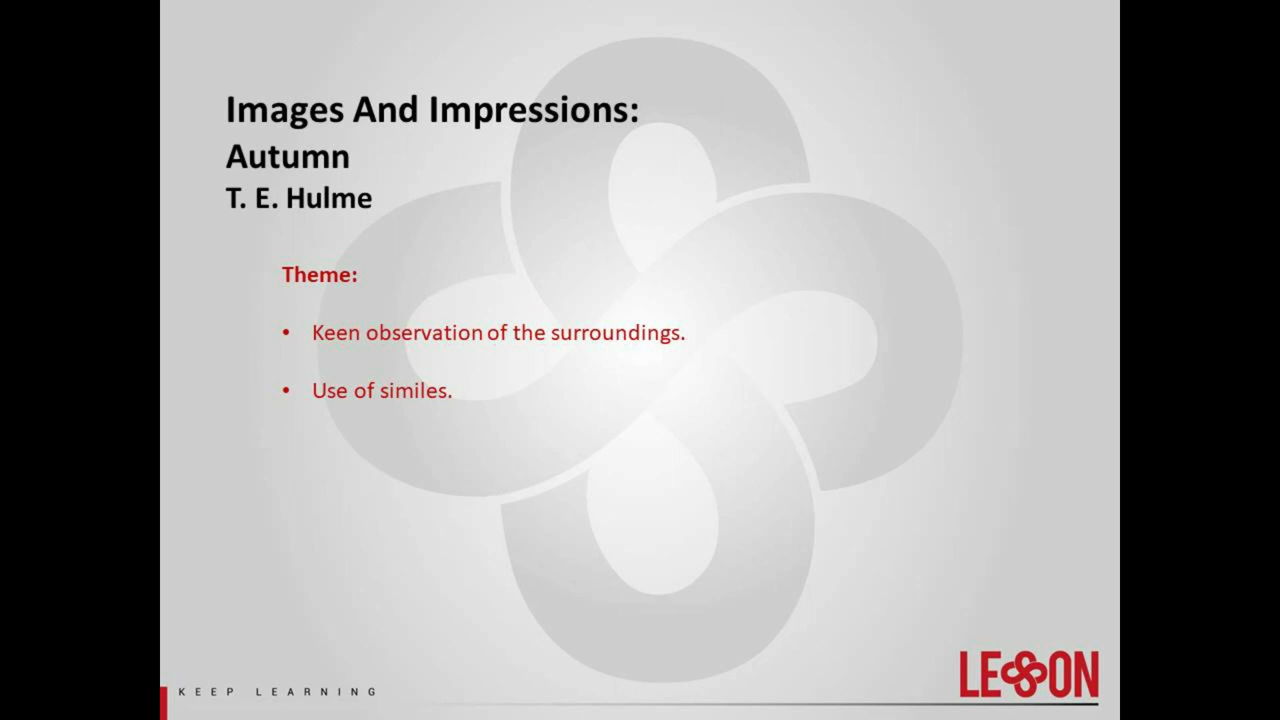 Images And Impressions:
Autumn
T. E. Hulme
Theme:
• Keen observation of the surroundings.
• Use of similes.
KEEP LEARNING
LESSON